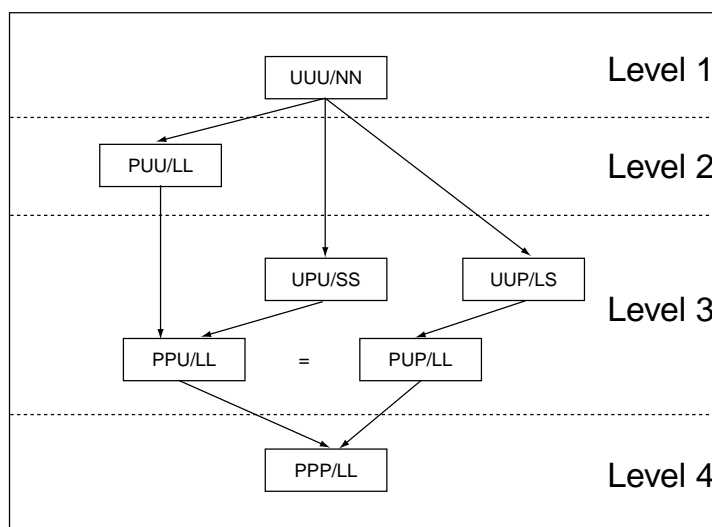 UUU/NN
Level 1
PUU/LL
Level 2
UPU/SS
UUP/LS
Level 3
PPU/LL
=
PUP/LL
PPP/LL
Level 4